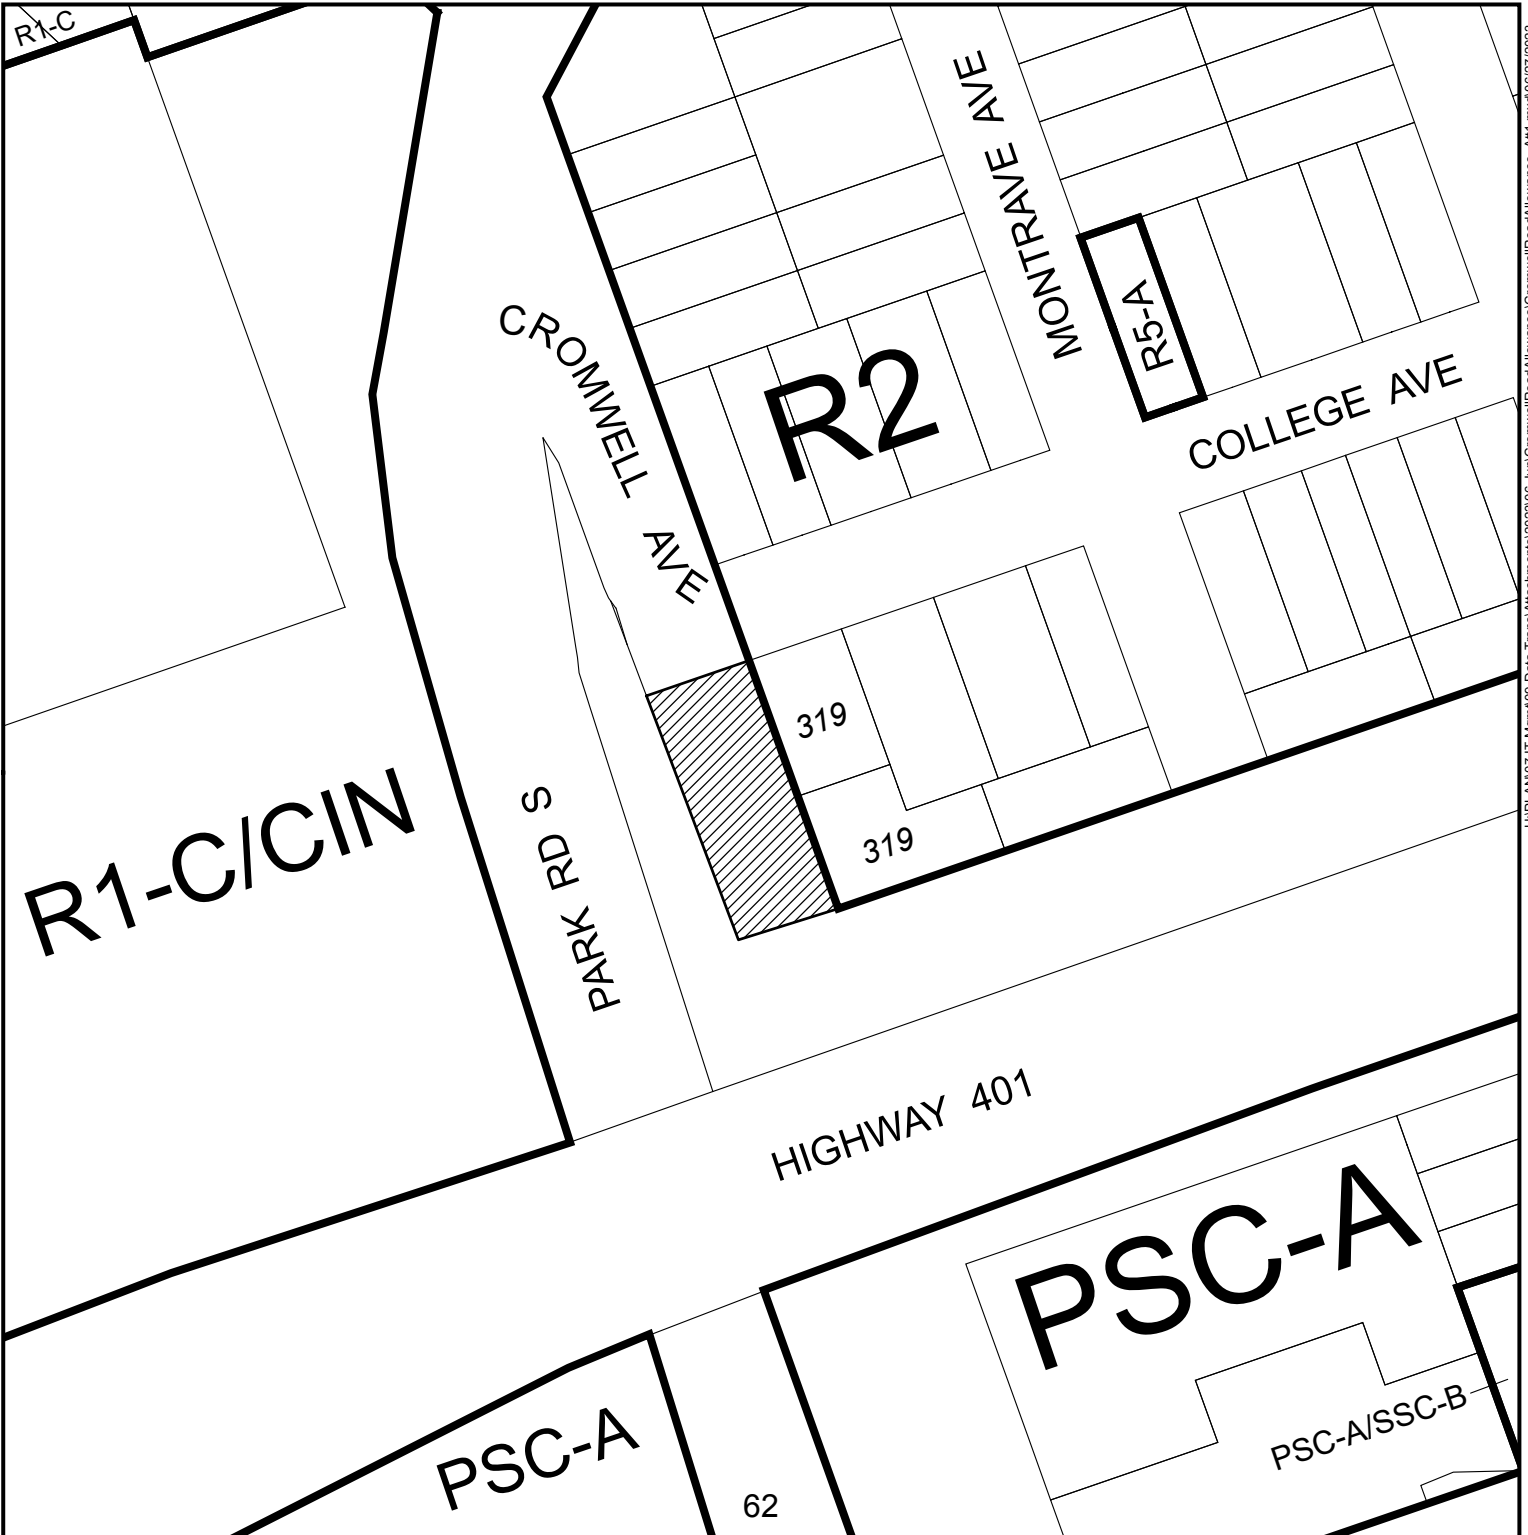 R1-C
MONTRAVE AVE
CROMWELL AVE
R5-A
R2
COLLEGE AVE
319
R1-C/CIN
PARK RD S
319
HIGHWAY 401
PSC-A
PSC-A/SSC-B
PSC-A
62